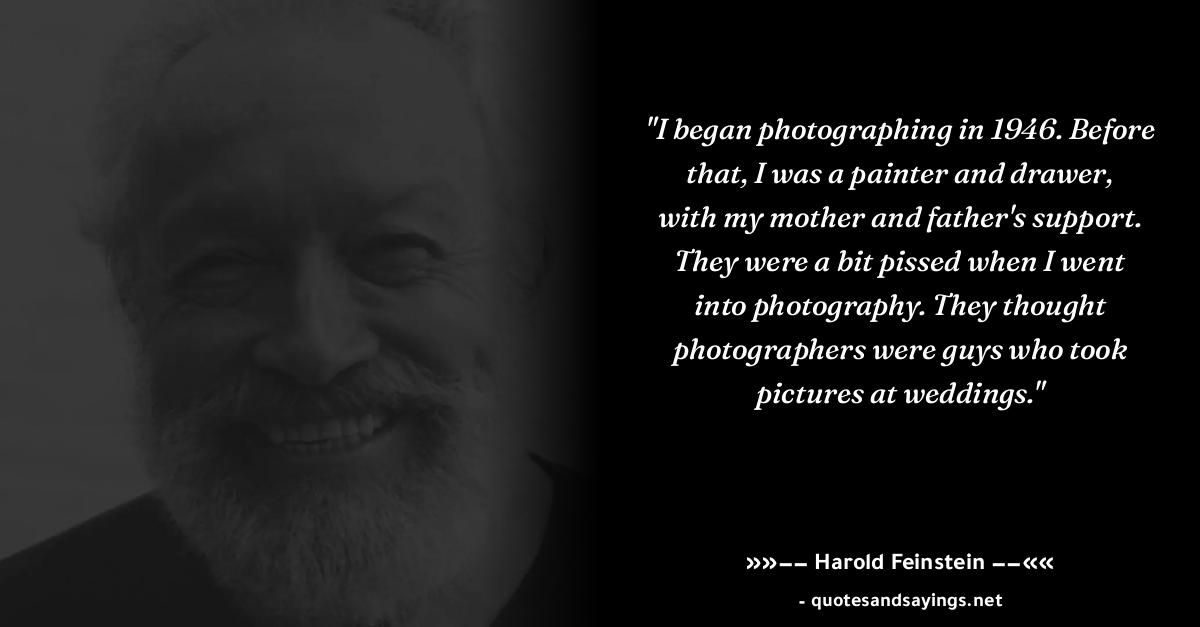 "I began photographing in 1946. Before
that, I was a painter and drawer,
with my mother and father's support.
They were a bit pissed when I went
into photography. They thought
photographers were guys who took
pictures at weddings."
»»−− Harold Feinstein −−««
- quotesandsayings.net